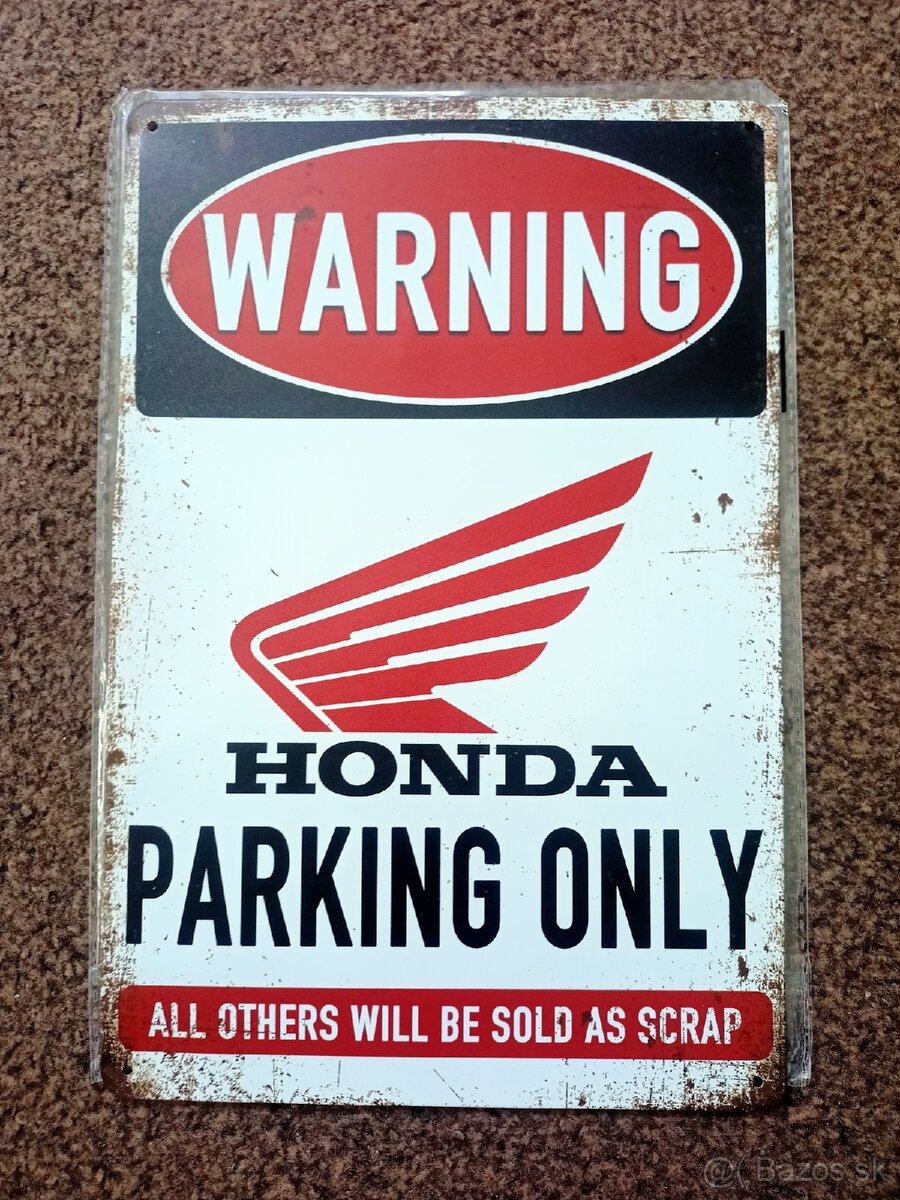 WARNING
HONDA
PARKING ONLY
ALL OTHERS WILL BE SOLD AS SCRAP
@( Bazos.sk